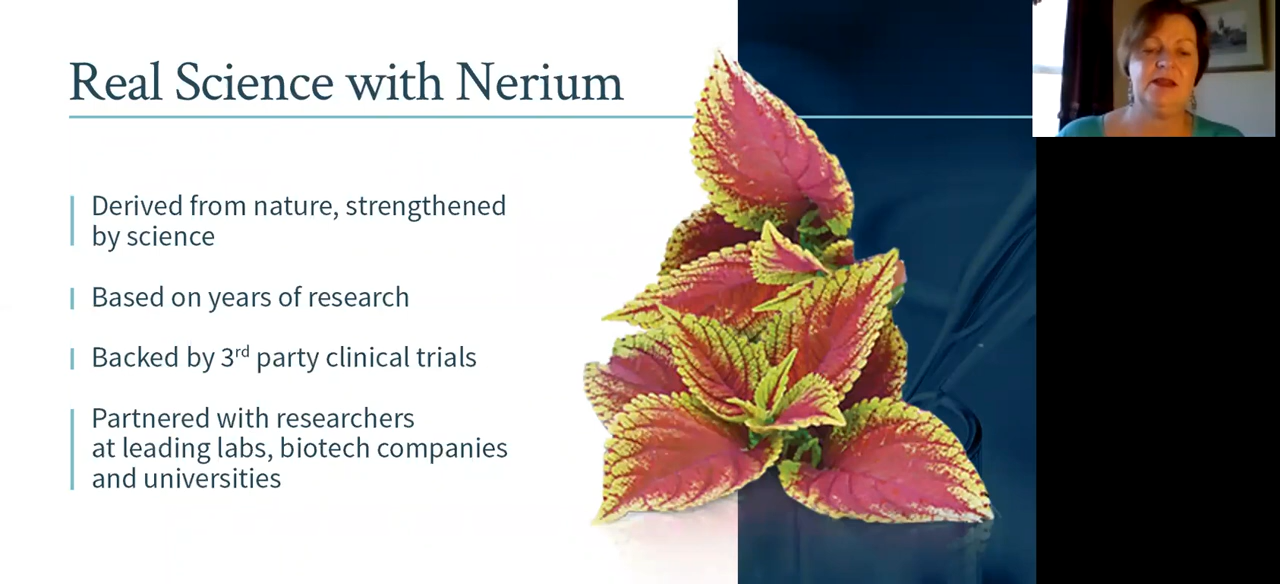 Real Science with Nerium
Derived from nature, strengthened
by science
Based on years of research
Backed by 3rd party clinical trials
Partnered with researchers
at leading labs, biotech companies
and universities